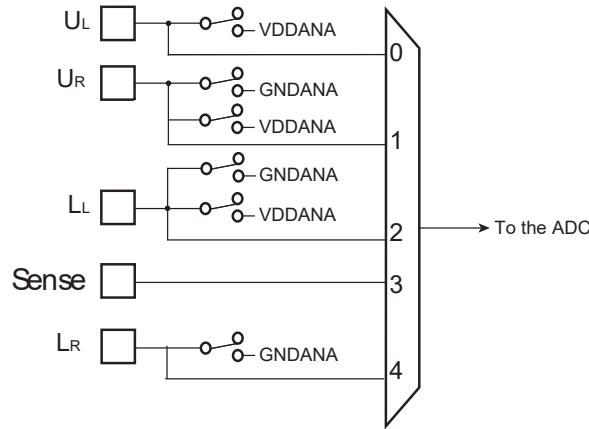 UL
VDDANA
0
UR
GNDANA
VDDANA
1
GNDANA
LL
VDDANA
2
To the ADC
Sense
3
LR
GNDANA
4